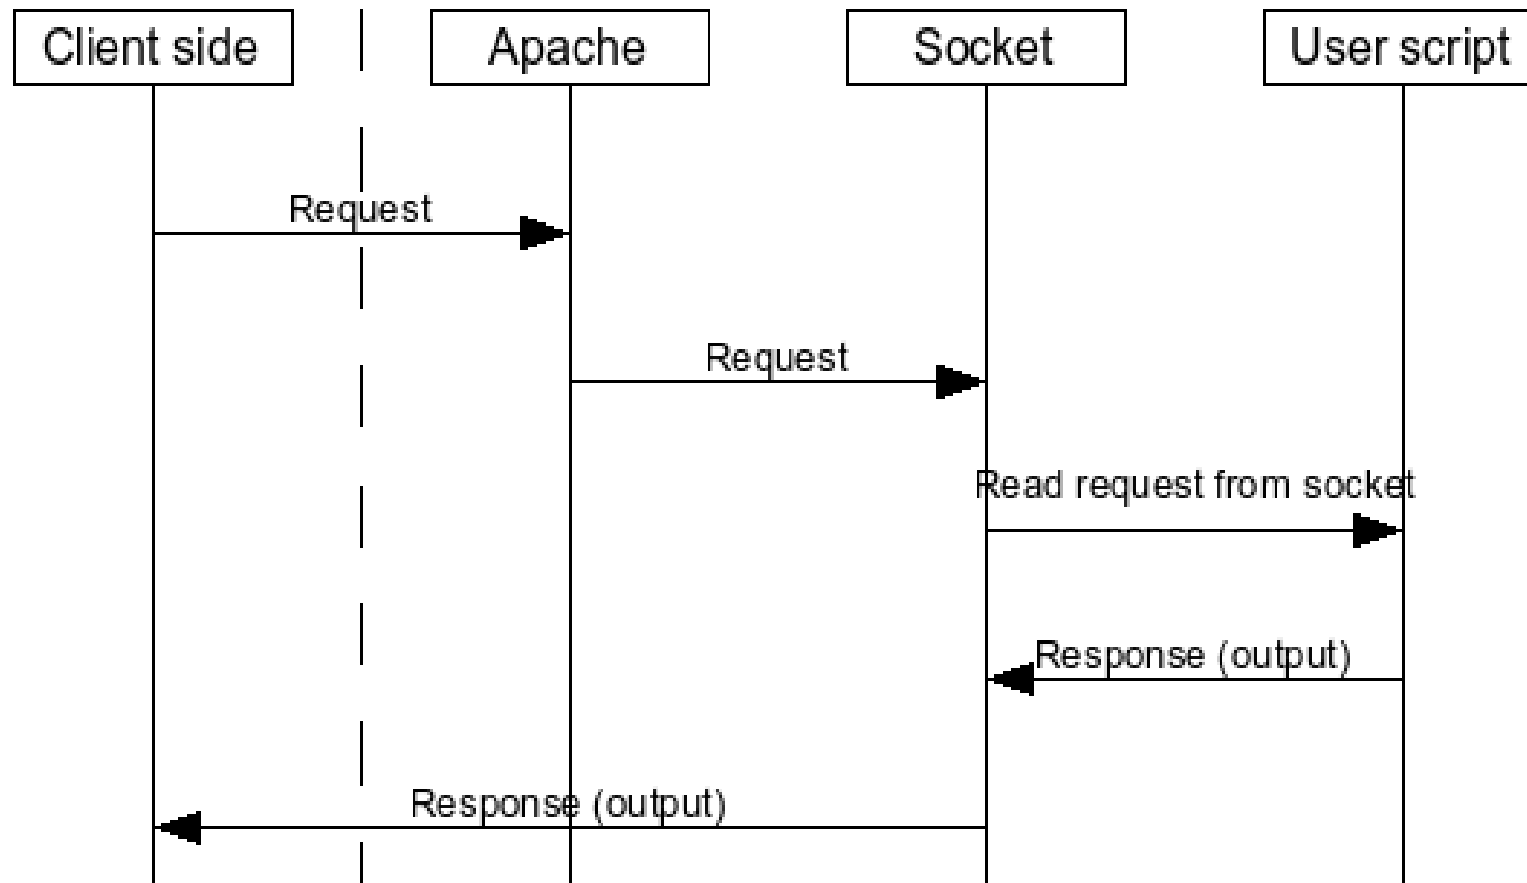 Client side
Apache
Socket
User script
Request
Request
Read request from socket
Response (output)
Response (output)